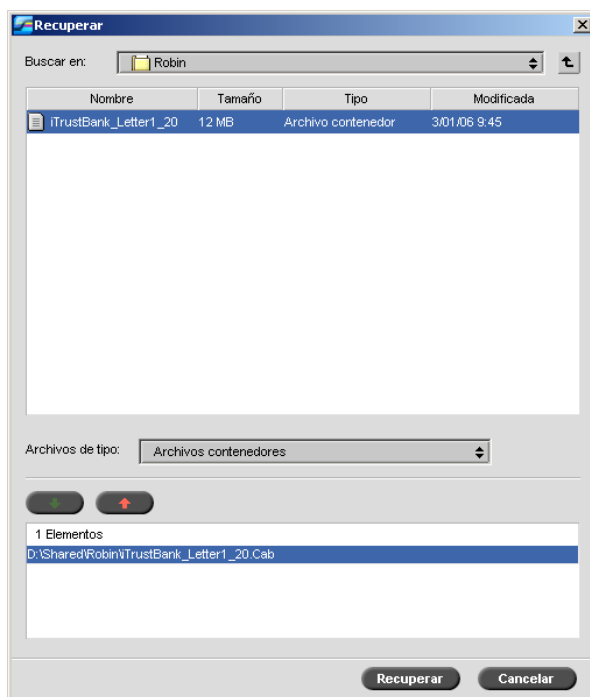 Recuperar
Buscar en: Robin
Nombre Tamaño Tipo Modificada
iTrustBank_Letter1_20 12 MB Archivo contenedor 3/01/06 9:45
Archivos de tipo: Archivos contenedores
1 Elementos
D:\Shared\Robin\iTrustBank_Letter1_20.Cab
Recuperar Cancelar